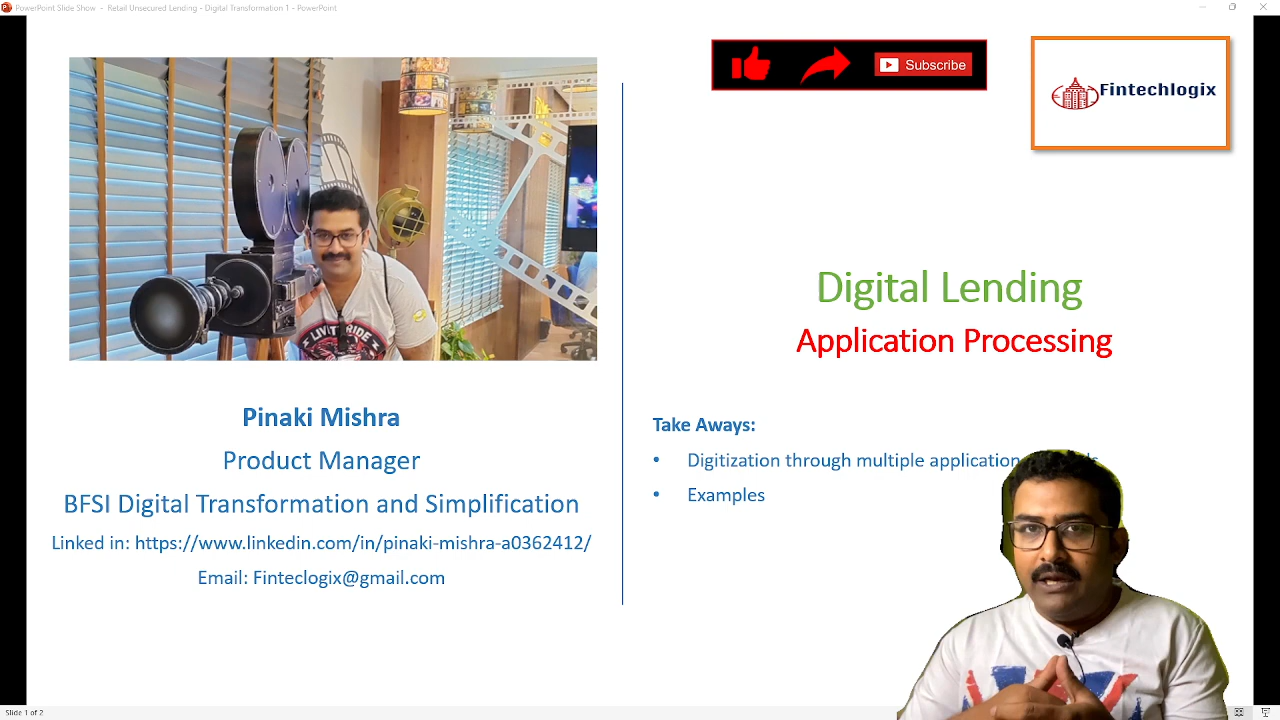 PowerPoint Slide Show - Retail Unsecured Lending - Digital Transformation 1 - PowerPoint
Subscribe
Fintechlogix
Digital Lending
Application Processing
Pinaki Mishra
Product Manager
BFSI Digital Transformation and Simplification
Linked in: https://www.linkedin.com/in/pinaki-mishra-a0362412/
Email: Finteclogix@gmail.com
Take Aways:
• Digitization through multiple application
• Examples
Slide 1 of 2